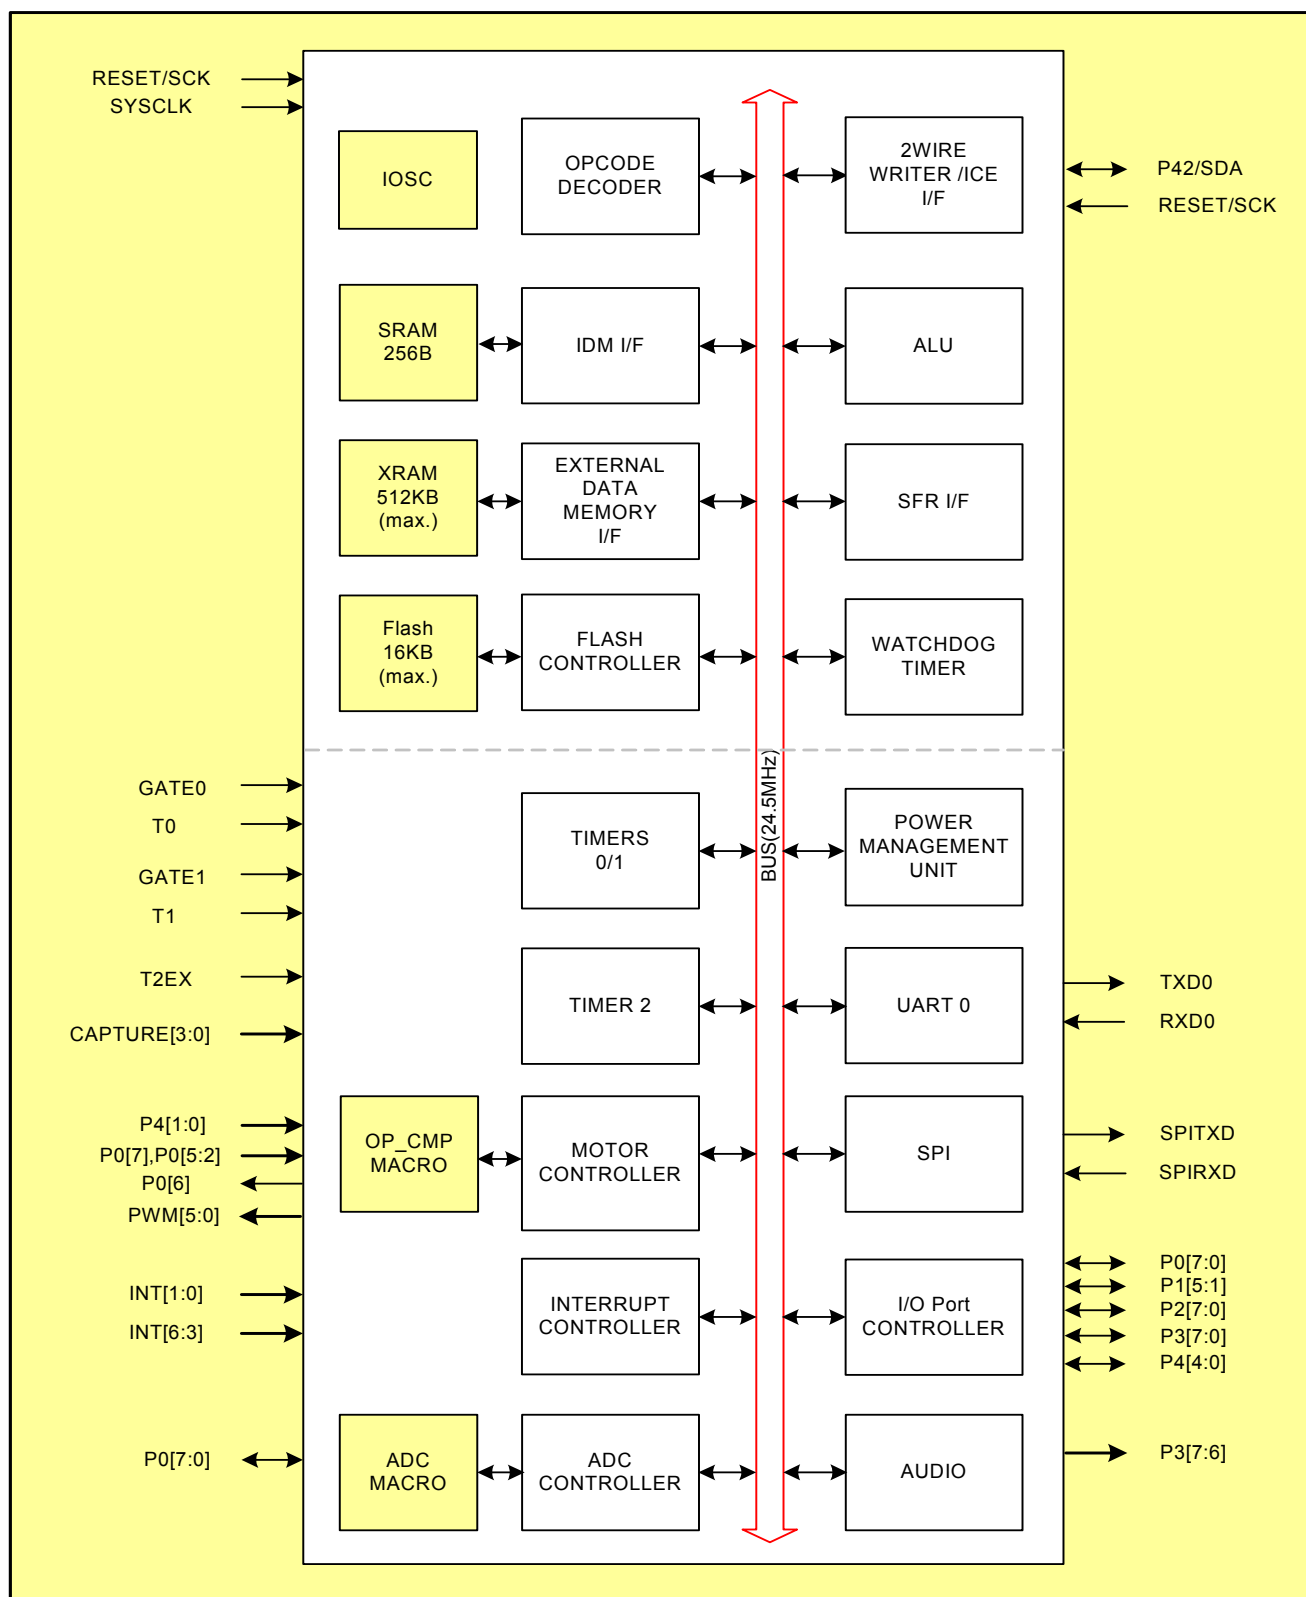 RESET/SCK
SYSCLK
IOSC
OPCODE
DECODER
2WIRE
WRITER /ICE
I/F
P42/SDA
RESET/SCK
SRAM
256B
IDM I/F
ALU
XRAM
512KB
(max.)
EXTERNAL
DATA
MEMORY
I/F
SFR I/F
Flash
16KB
(max.)
FLASH
CONTROLLER
WATCHDOG
TIMER
BUS(24.5MHz)
GATE0
T0
GATE1
T1
TIMERS
0/1
POWER
MANAGEMENT
UNIT
T2EX
CAPTURE[3:0]
TIMER 2
UART 0
TXD0
RXD0
P4[1:0]
P0[7],P0[5:2]
P0[6]
PWM[5:0]
OP_CMP
MACRO
MOTOR
CONTROLLER
SPI
SPITXD
SPIRXD
INT[1:0]
INT[6:3]
INTERRUPT
CONTROLLER
I/O Port
CONTROLLER
P0[7:0]
P1[5:1]
P2[7:0]
P3[7:0]
P4[4:0]
P0[7:0]
ADC
MACRO
ADC
CONTROLLER
AUDIO
P3[7:6]